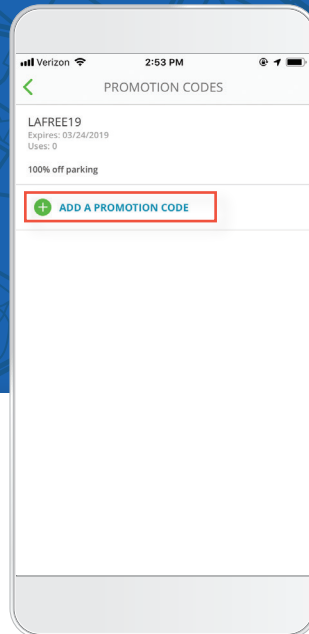 Verizon 2:53 PM
PROMOTION CODES
LAFREE19
Expires: 03/24/2019
Uses: 0
100% off parking
ADD A PROMOTION CODE